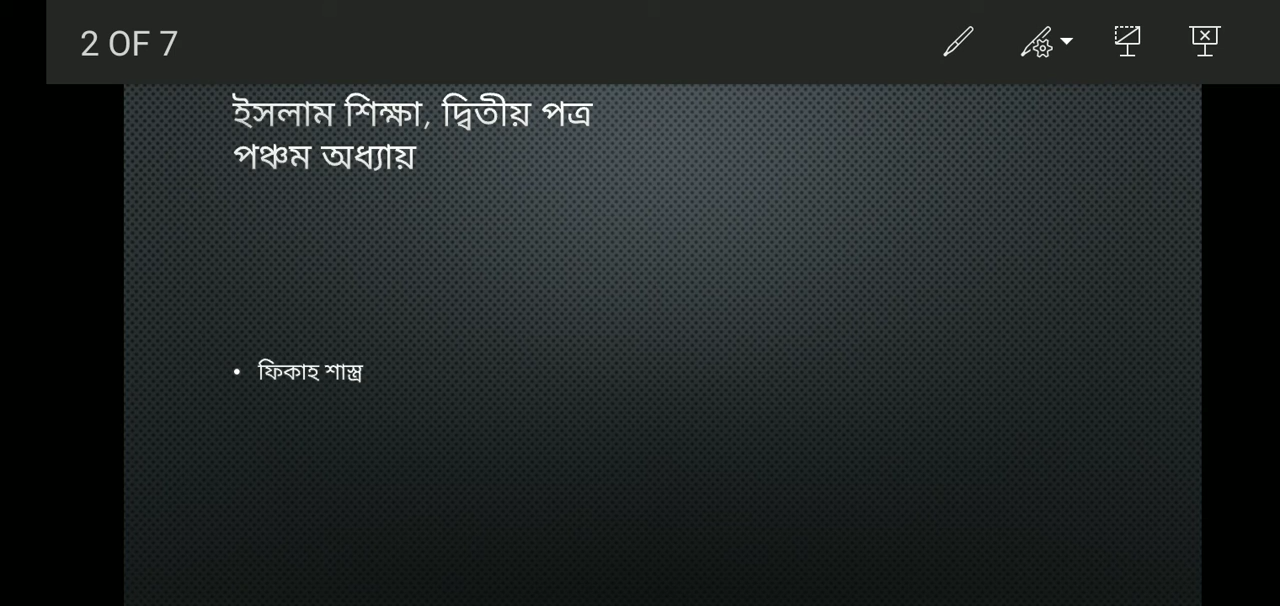 2 OF 7
ইসলাম শিক্ষা, দ্বিতীয় পত্র
পঞ্চম অধ্যায়
• ফিকাহ শাস্ত্র